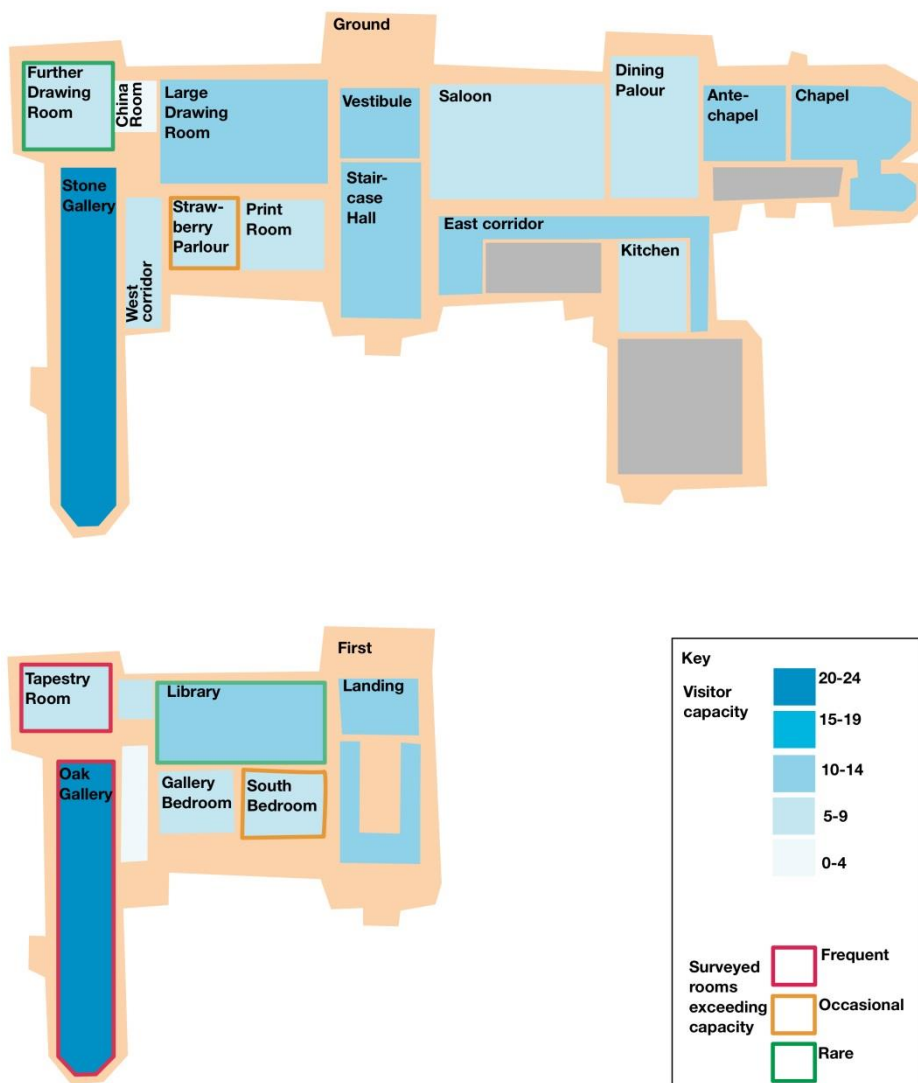 Ground
Further
Drawing
Room
China
Room
Large
Drawing
Room
Vestibule
Saloon
Dining
Palour
Ante-
chapel
Chapel
Stone
Gallery
West
corridor
Straw-
berry
Parlour
Print
Room
Stair-
case
Hall
East corridor
Kitchen
First
Tapestry
Room
Library
Landing
Oak
Gallery
Gallery
Bedroom
South
Bedroom
Key
Visitor
capacity
20-24
15-19
10-14
5-9
0-4
Surveyed
rooms
exceeding
capacity
Frequent
Occasional
Rare